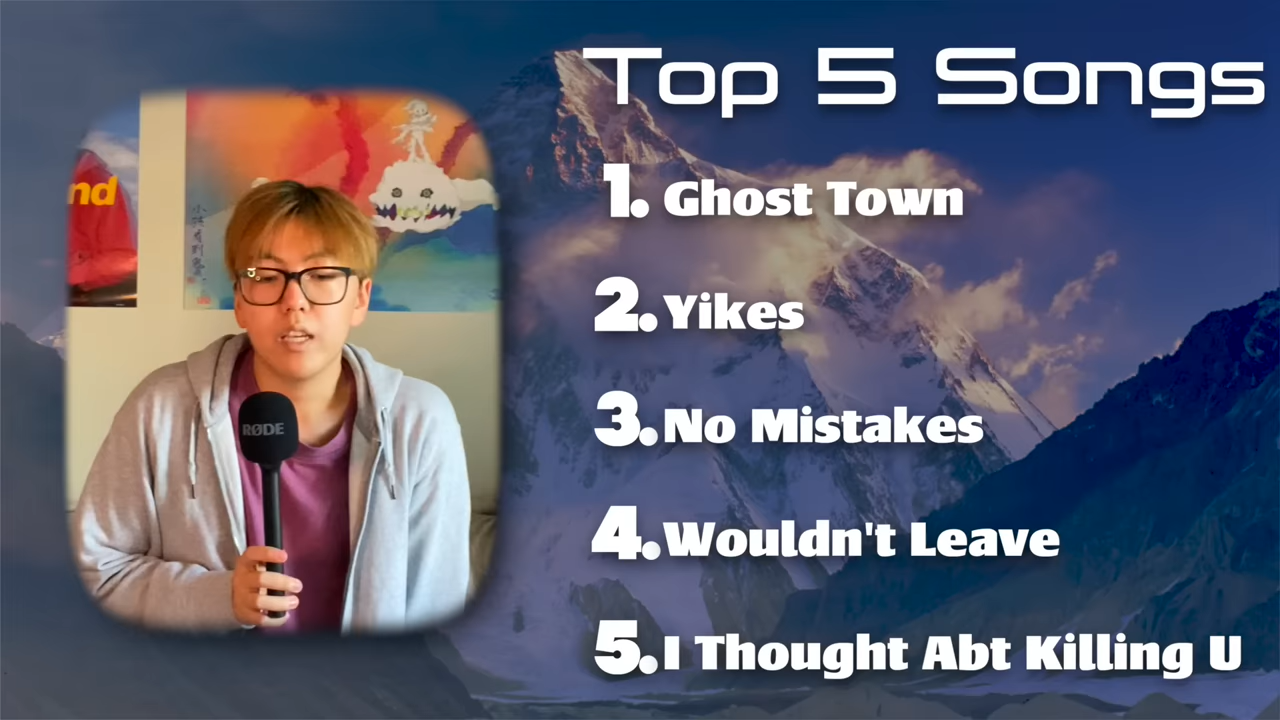 Top 5 Songs
1. Ghost Town
2. Yikes
3. No Mistakes
4. Wouldn't Leave
5. I Thought Abt Killing U
nd
RØDE